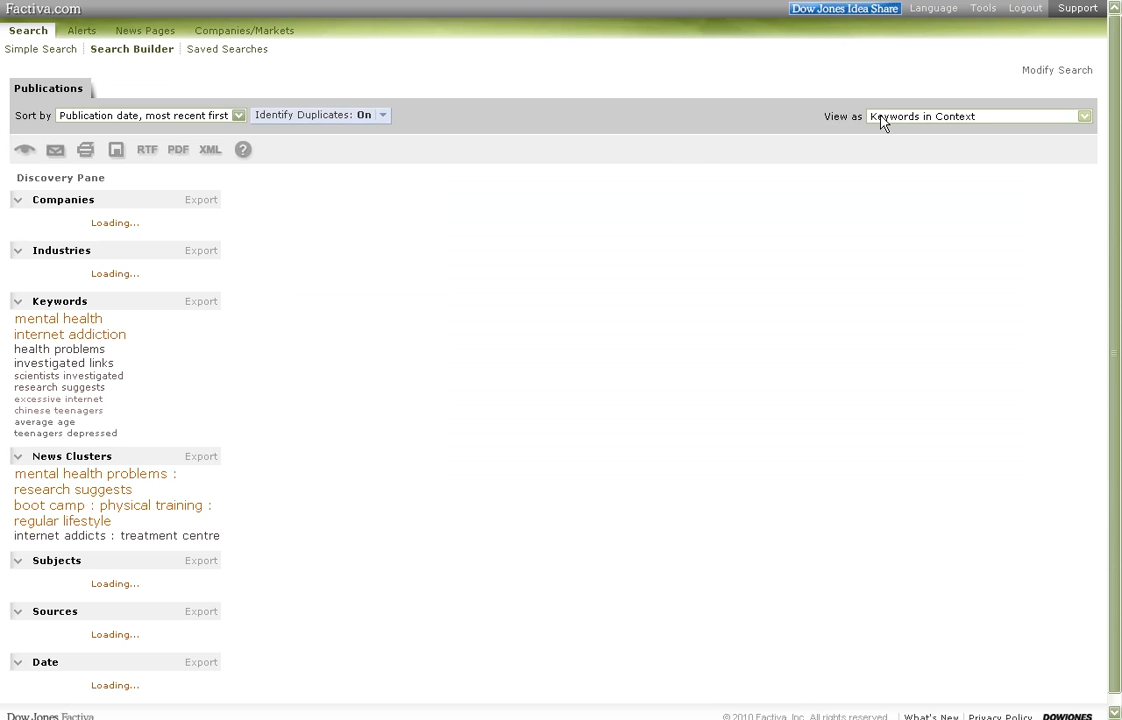 Factiva.com
Dow Jones Idea Share Language Tools Logout Support
Search Alerts News Pages Companies/Markets
Simple Search Search Builder Saved Searches
Modify Search
Publications
Sort by Publication date, most recent first Identify Duplicates: On View as Keywords in Context
RTF PDF XML ?
Discovery Pane
Companies Export
Loading...
Industries Export
Loading...
Keywords Export
mental health
internet addiction
health problems
investigated links
scientists investigated
research suggests
excessive internet
chinese teenagers
average age
teenagers depressed
News Clusters Export
mental health problems :
research suggests
boot camp : physical training :
regular lifestyle
internet addicts : treatment centre
Subjects Export
Loading...
Sources Export
Loading...
Date Export
Loading...
Dow Jones Factiva © 2010 Factiva, Inc. All rights reserved. What's New Privacy Policy DOWJONES